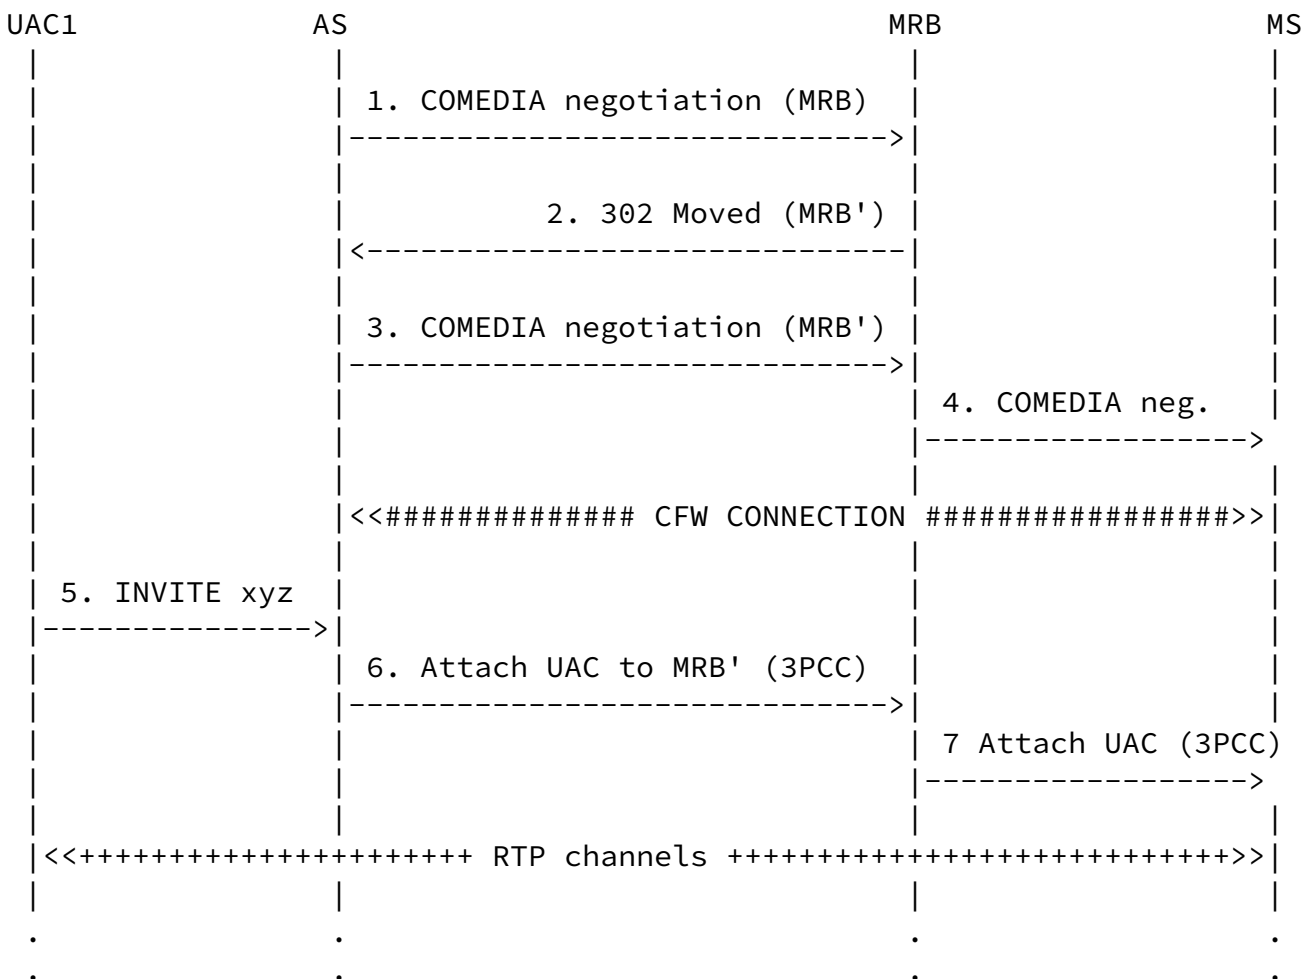 UAC1 AS MRB MS
1. COMEDIA negotiation (MRB)
2. 302 Moved (MRB')
3. COMEDIA negotiation (MRB')
4. COMEDIA neg.
<<############## CFW CONNECTION #################>>
5. INVITE xyz
6. Attach UAC to MRB' (3PCC)
7 Attach UAC (3PCC)
<<++++++++++++++++++++++ RTP channels ++++++++++++++++++++++++++++>>